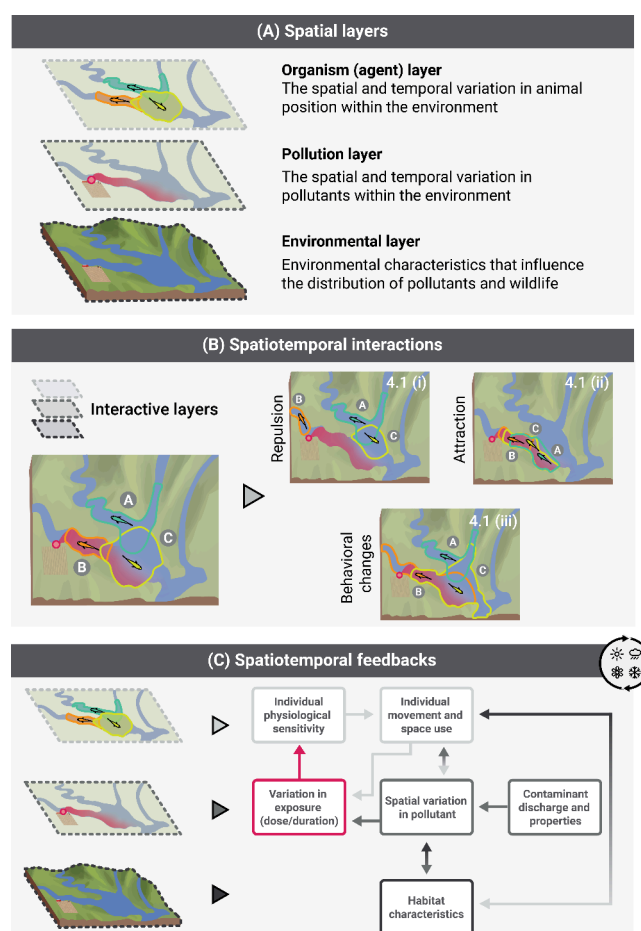 (A) Spatial layers
Organism (agent) layer
The spatial and temporal variation in animal
position within the environment
Pollution layer
The spatial and temporal variation in
pollutants within the environment
Environmental layer
Environmental characteristics that influence
the distribution of pollutants and wildlife
(B) Spatiotemporal interactions
Interactive layers
A
B
C
Repulsion
4.1 (i)
B
A
C
Attraction
4.1 (ii)
C
B
A
Behavioral
changes
4.1 (iii)
A
C
B
(C) Spatiotemporal feedbacks
Individual
physiological
sensitivity
Individual
movement and
space use
Variation in
exposure
(dose/duration)
Spatial variation
in pollutant
Contaminant
discharge and
properties
Habitat
characteristics